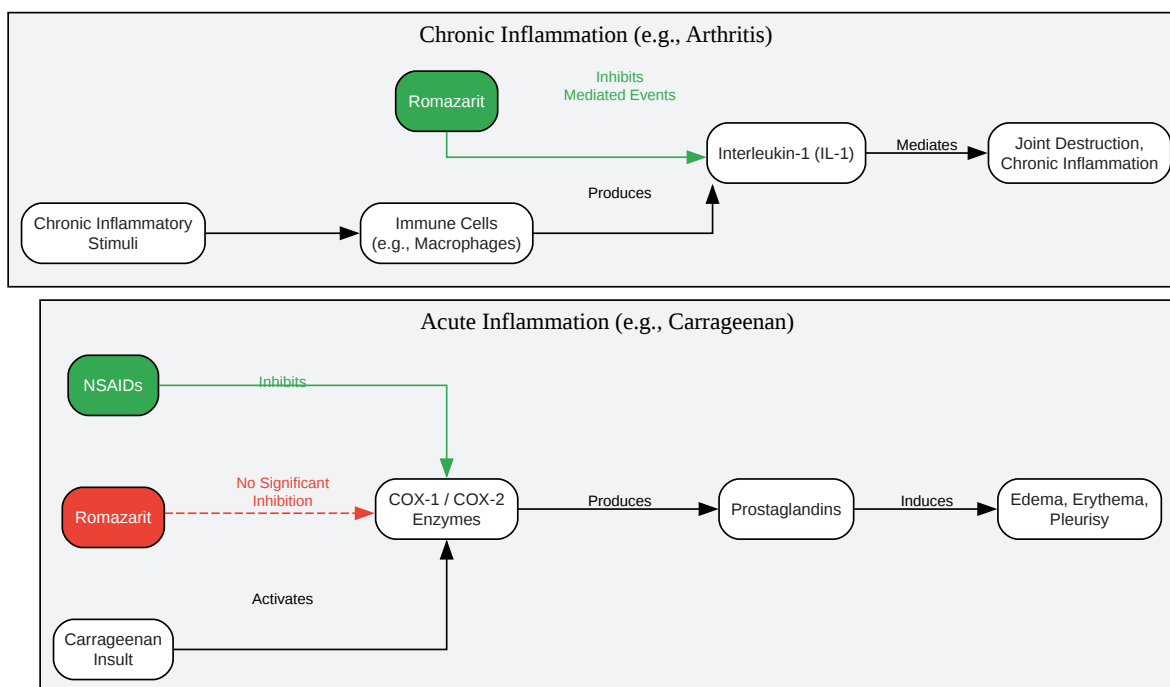 Chronic Inflammation (e.g., Arthritis)
Romazarit
Inhibits
Mediated Events
Interleukin-1 (IL-1)
Mediates
Joint Destruction,
Chronic Inflammation
Produces
Chronic Inflammatory
Stimuli
Immune Cells
(e.g., Macrophages)
Acute Inflammation (e.g., Carrageenan)
NSAIDs
Inhibits
Romazarit
No Significant
Inhibition
COX-1 / COX-2
Enzymes
Produces
Prostaglandins
Induces
Edema, Erythema,
Pleurisy
Activates
Carrageenan
Insult